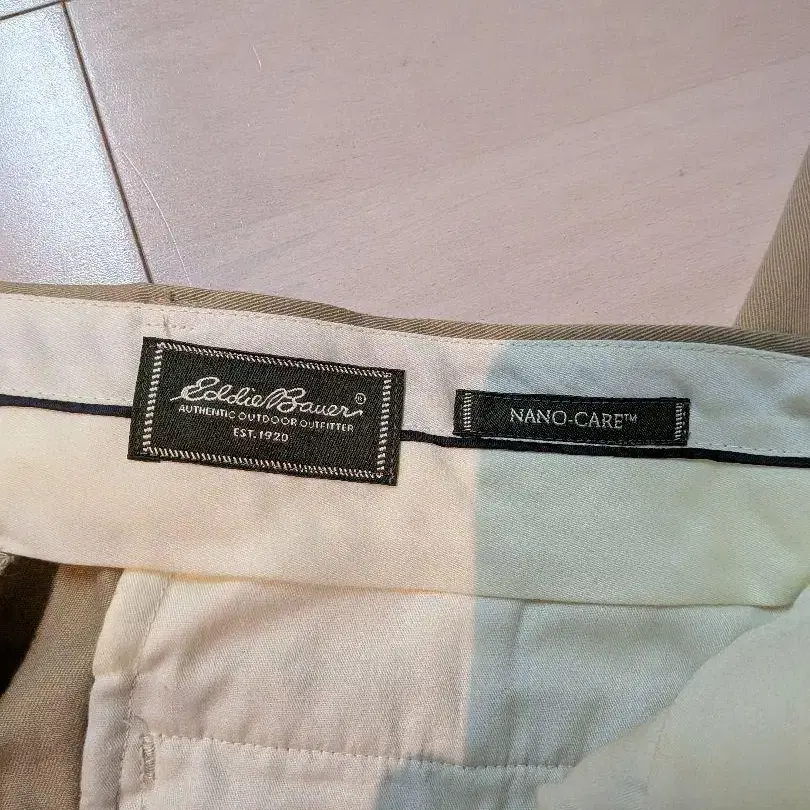 Eddie Bauer®
AUTHENTIC OUTDOOR OUTFITTER
EST. 1920
NANO-CARE™